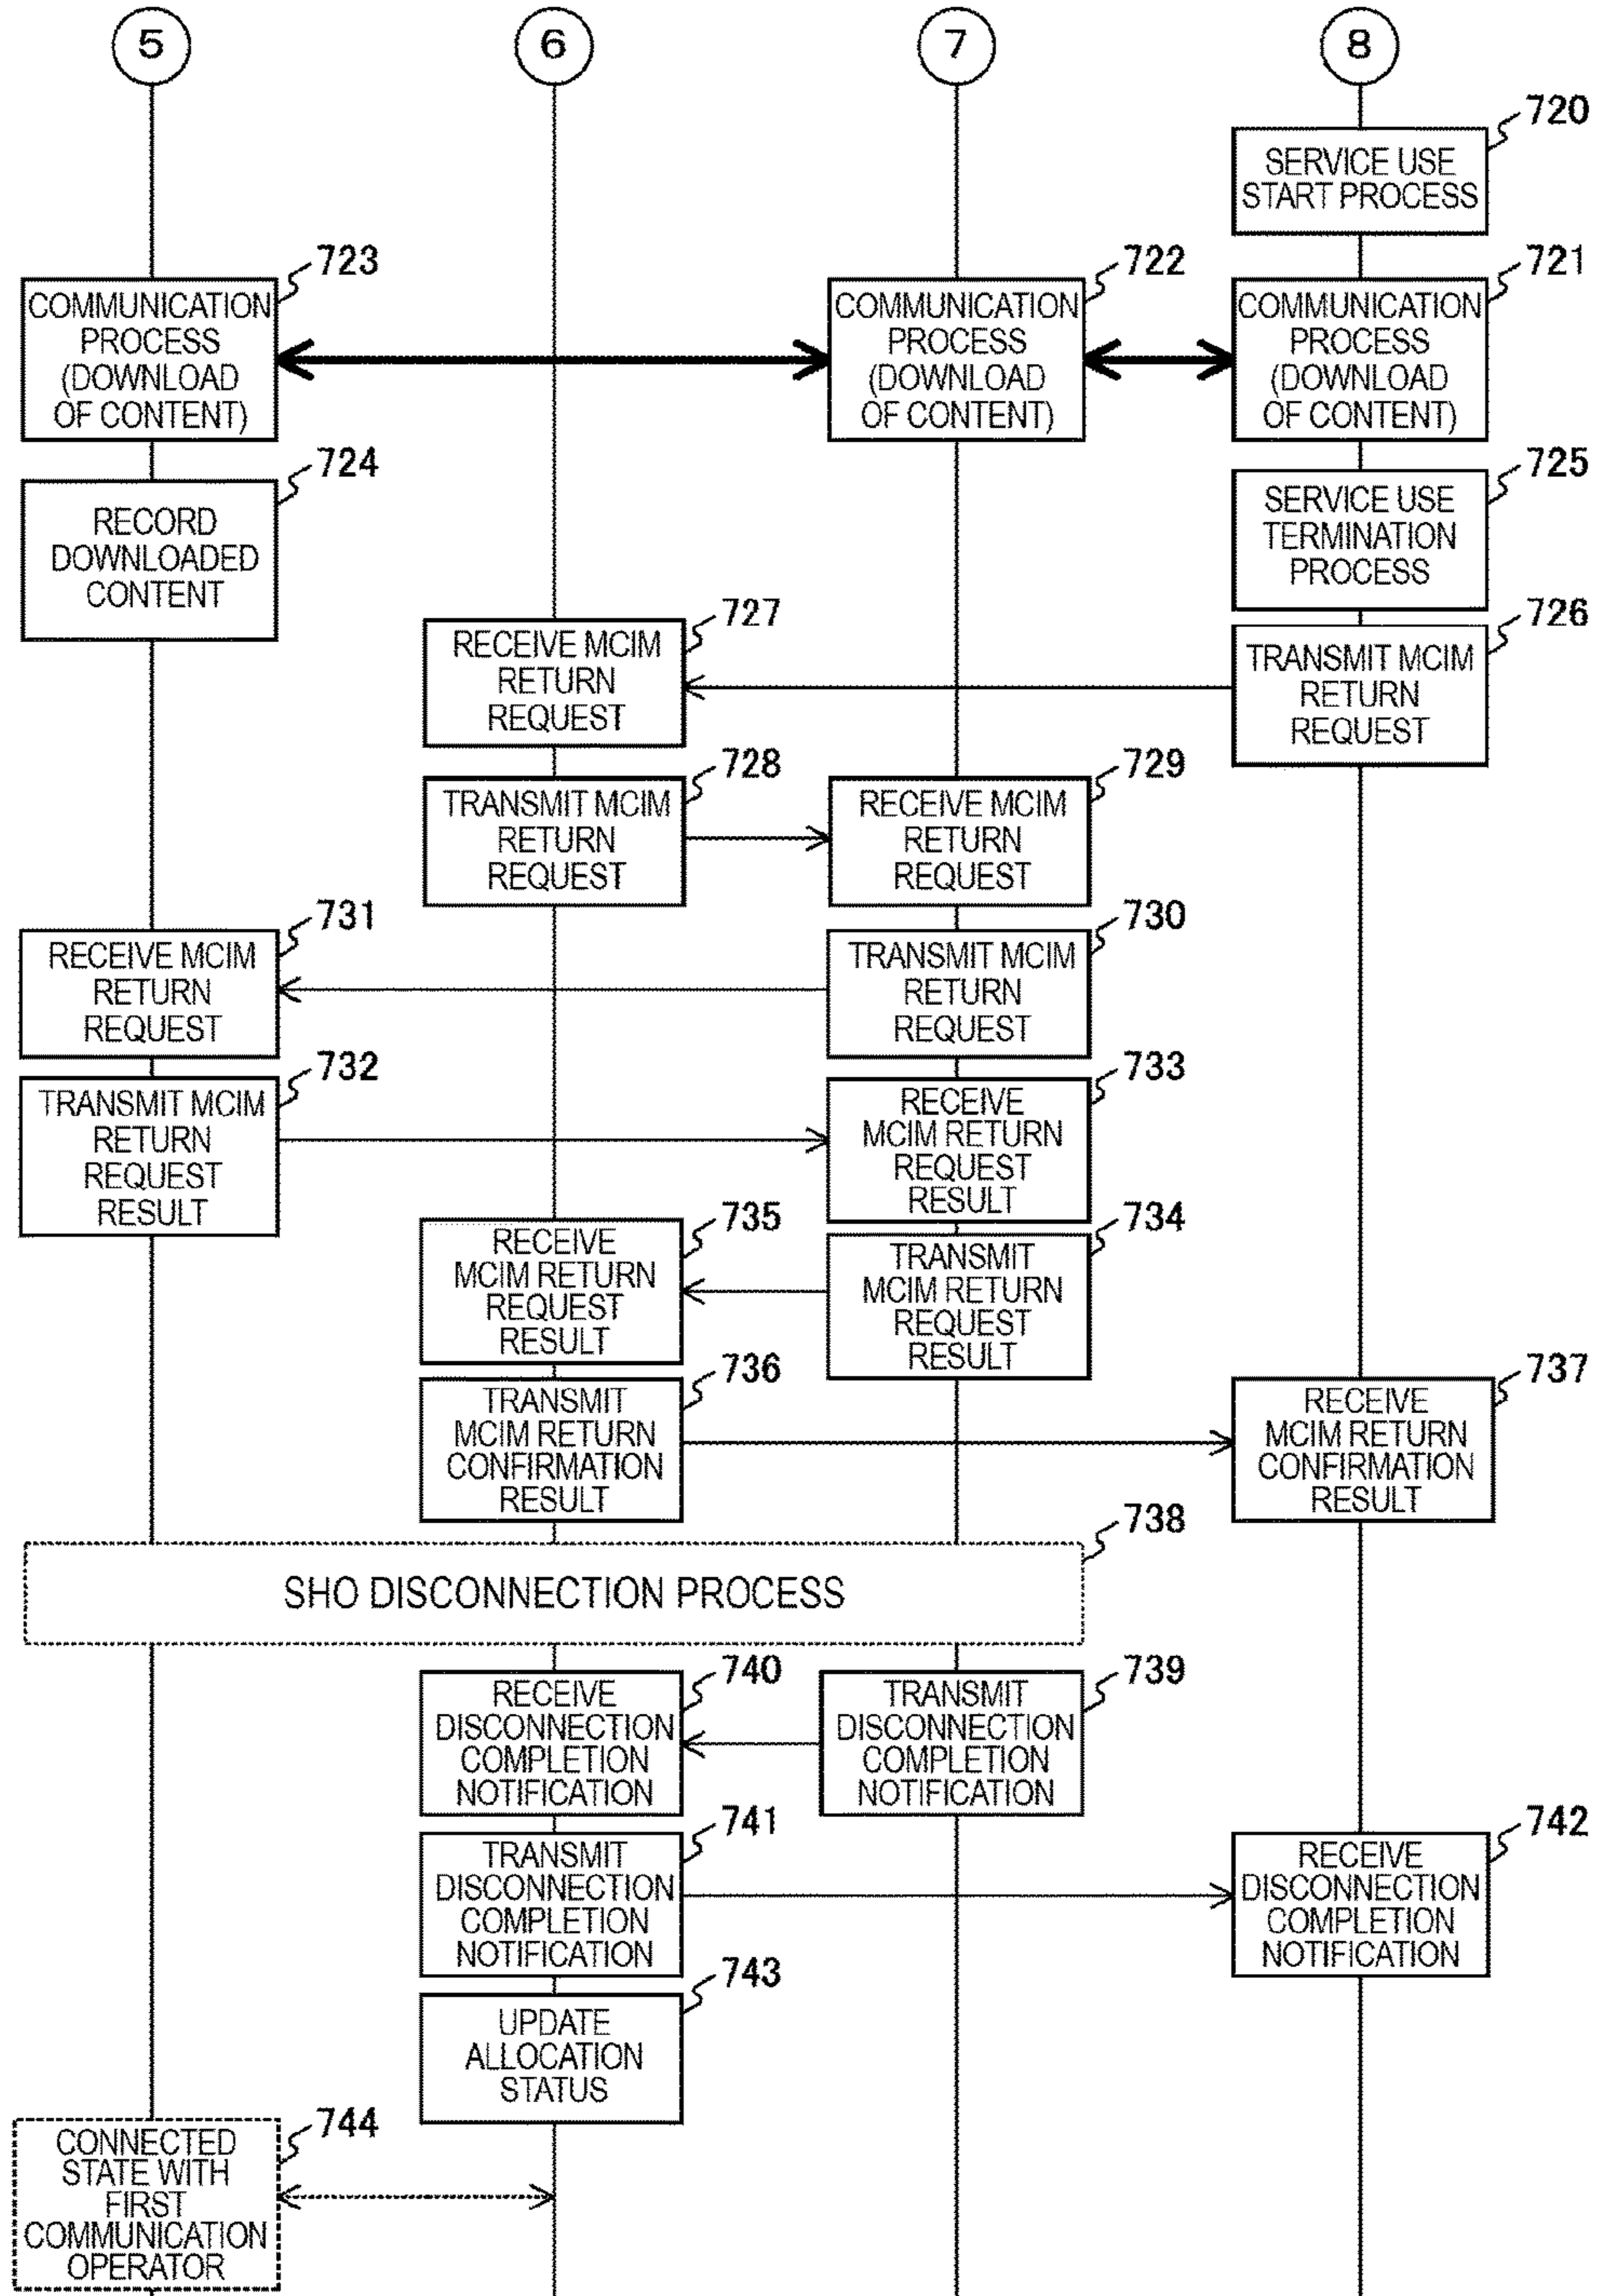 5
6
7
8
720
SERVICE USE
START PROCESS
723
COMMUNICATION
PROCESS
(DOWNLOAD
OF CONTENT)
722
COMMUNICATION
PROCESS
(DOWNLOAD
OF CONTENT)
721
COMMUNICATION
PROCESS
(DOWNLOAD
OF CONTENT)
724
RECORD
DOWNLOADED
CONTENT
725
SERVICE USE
TERMINATION
PROCESS
727
RECEIVE MCIM
RETURN
REQUEST
726
TRANSMIT MCIM
RETURN
REQUEST
728
TRANSMIT MCIM
RETURN
REQUEST
729
RECEIVE MCIM
RETURN
REQUEST
731
RECEIVE MCIM
RETURN
REQUEST
730
TRANSMIT MCIM
RETURN
REQUEST
732
TRANSMIT MCIM
RETURN
REQUEST
RESULT
733
RECEIVE
MCIM RETURN
REQUEST
RESULT
735
RECEIVE
MCIM RETURN
REQUEST
RESULT
734
TRANSMIT
MCIM RETURN
REQUEST
RESULT
736
TRANSMIT
MCIM RETURN
CONFIRMATION
RESULT
737
RECEIVE
MCIM RETURN
CONFIRMATION
RESULT
738
SHO DISCONNECTION PROCESS
740
RECEIVE
DISCONNECTION
COMPLETION
NOTIFICATION
739
TRANSMIT
DISCONNECTION
COMPLETION
NOTIFICATION
741
TRANSMIT
DISCONNECTION
COMPLETION
NOTIFICATION
742
RECEIVE
DISCONNECTION
COMPLETION
NOTIFICATION
743
UPDATE
ALLOCATION
STATUS
744
CONNECTED
STATE WITH
FIRST
COMMUNICATION
OPERATOR